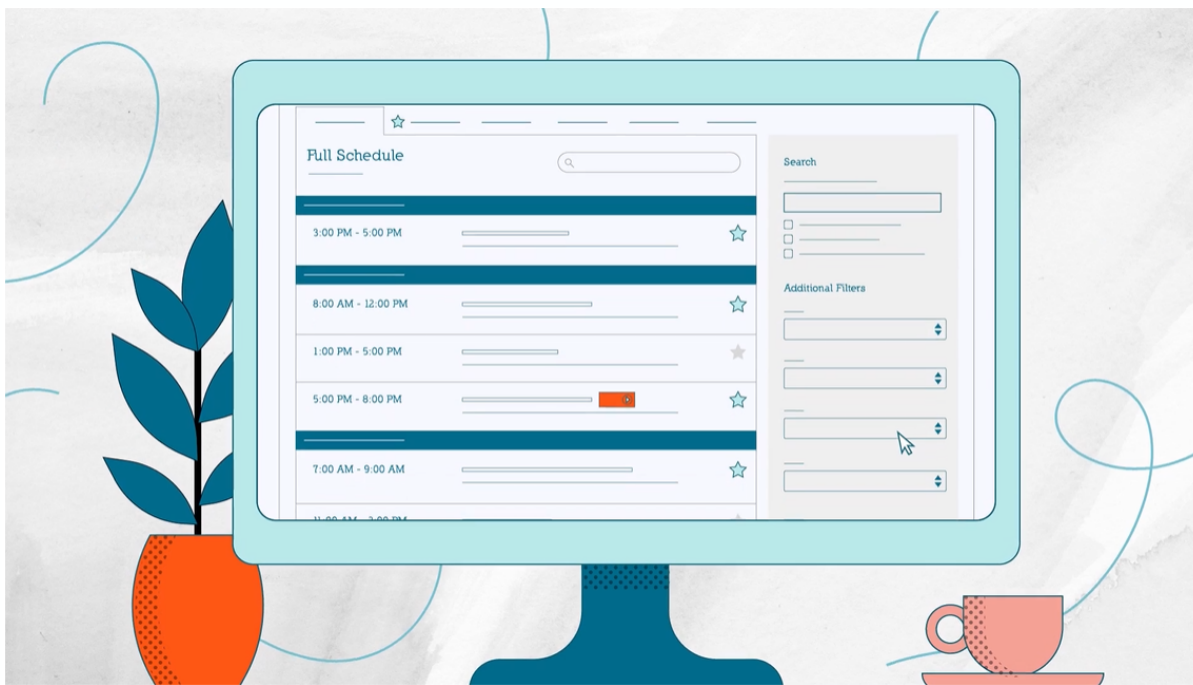 Full Schedule
Search
3:00 PM - 5:00 PM
Additional Filters
8:00 AM - 12:00 PM
1:00 PM - 5:00 PM
5:00 PM - 8:00 PM
7:00 AM - 9:00 AM